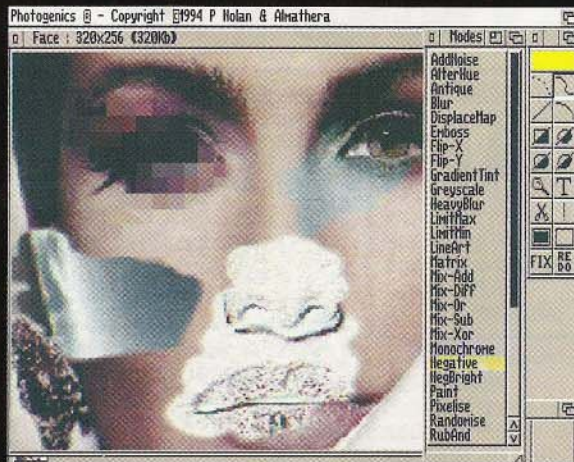 Photogenics © - Copyright ©1994 P Nolan & Almathera
Face : 320x256 (320Kb)
Modes
AddNoise
AlterHue
Antique
Blur
DisplaceMap
Emboss
Flip-X
Flip-Y
GradientTint
Greyscale
HeavyBlur
LimitMax
LimitMin
LineArt
Matrix
Mix-Add
Mix-Diff
Mix-Or
Mix-Sub
Mix-Xor
Monochrome
Negative
NegBright
Paint
Pixelise
Randomise
RubAnd
T
FIX
RE
DO